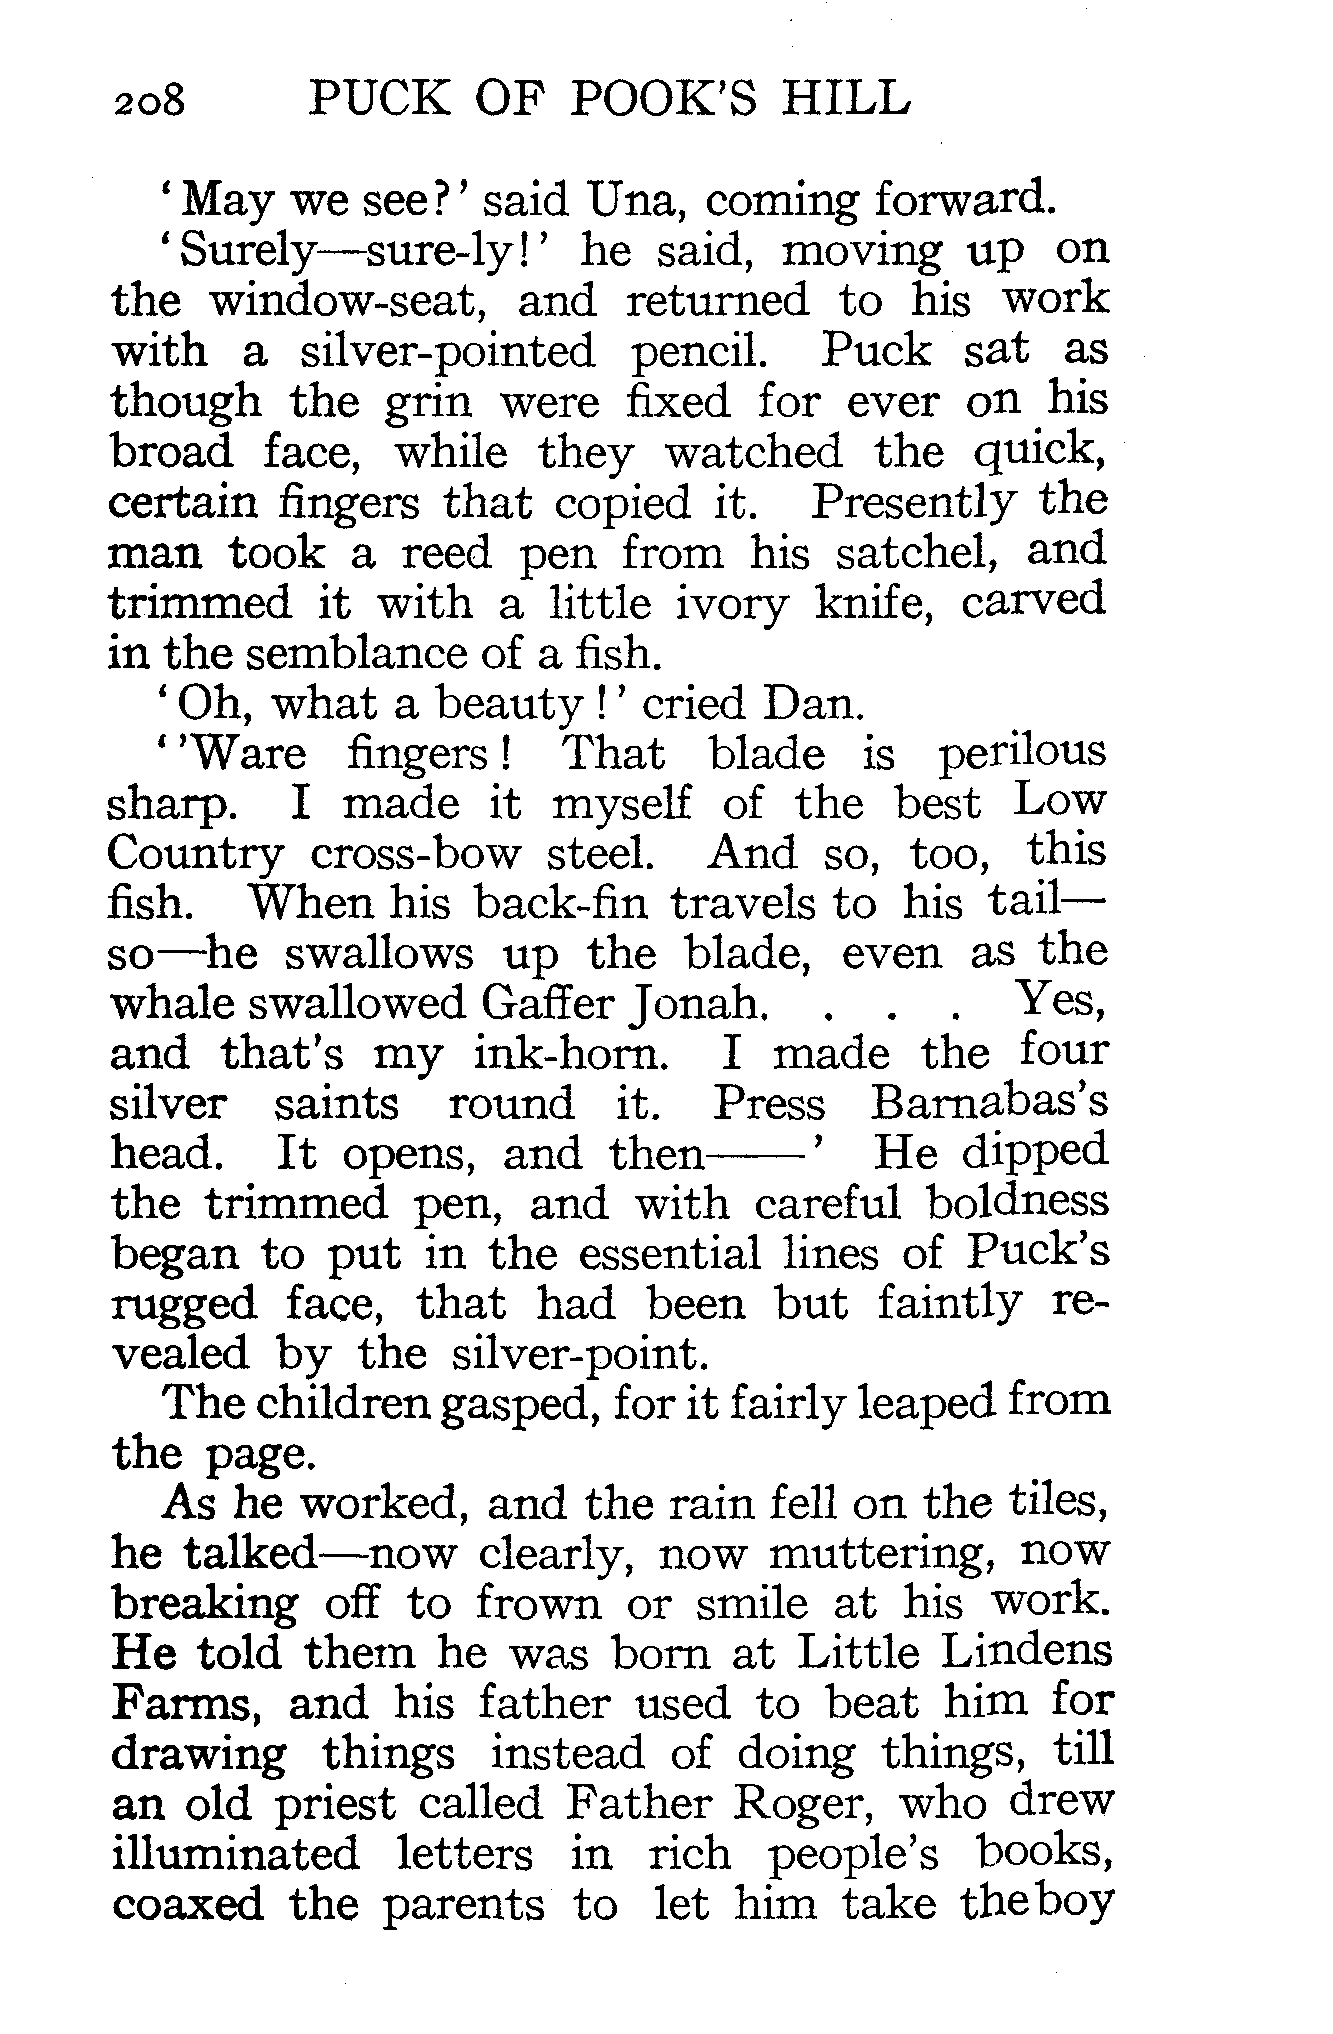 208 PUCK OF POOK'S HILL
‘May we see?’ said Una, coming forward.
‘Surely—sure-ly!’ he said, moving up on
the window-seat, and returned to his work
with a silver-pointed pencil. Puck sat as
though the grin were fixed for ever on his
broad face, while they watched the quick,
certain fingers that copied it. Presently the
man took a reed pen from his satchel, and
trimmed it with a little ivory knife, carved
in the semblance of a fish.
‘Oh, what a beauty!’ cried Dan.
‘’Ware fingers! That blade is perilous
sharp. I made it myself of the best Low
Country cross-bow steel. And so, too, this
fish. When his back-fin travels to his tail—
so—he swallows up the blade, even as the
whale swallowed Gaffer Jonah. . . . Yes,
and that's my ink-horn. I made the four
silver saints round it. Press Barnabas's
head. It opens, and then——’ He dipped
the trimmed pen, and with careful boldness
began to put in the essential lines of Puck's
rugged face, that had been but faintly re-
vealed by the silver-point.
The children gasped, for it fairly leaped from
the page.
As he worked, and the rain fell on the tiles,
he talked—now clearly, now muttering, now
breaking off to frown or smile at his work.
He told them he was born at Little Lindens
Farms, and his father used to beat him for
drawing things instead of doing things, till
an old priest called Father Roger, who drew
illuminated letters in rich people's books,
coaxed the parents to let him take the boy